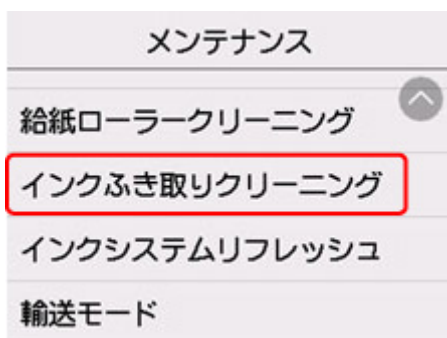 メンテナンス
給紙ローラークリーニング
インクふき取りクリーニング
インクシステムリフレッシュ
輸送モード